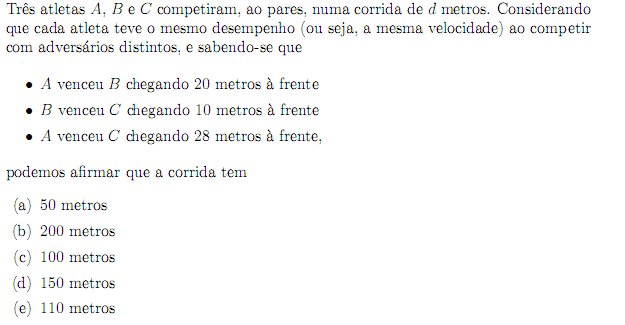 Três atletas A, B e C competiram, ao pares, numa corrida de d metros. Considerando
que cada atleta teve o mesmo desempenho (ou seja, a mesma velocidade) ao competir
com adversários distintos, e sabendo-se que
• A venceu B chegando 20 metros à frente
• B venceu C chegando 10 metros à frente
• A venceu C chegando 28 metros à frente,
podemos afirmar que a corrida tem
(a) 50 metros
(b) 200 metros
(c) 100 metros
(d) 150 metros
(e) 110 metros